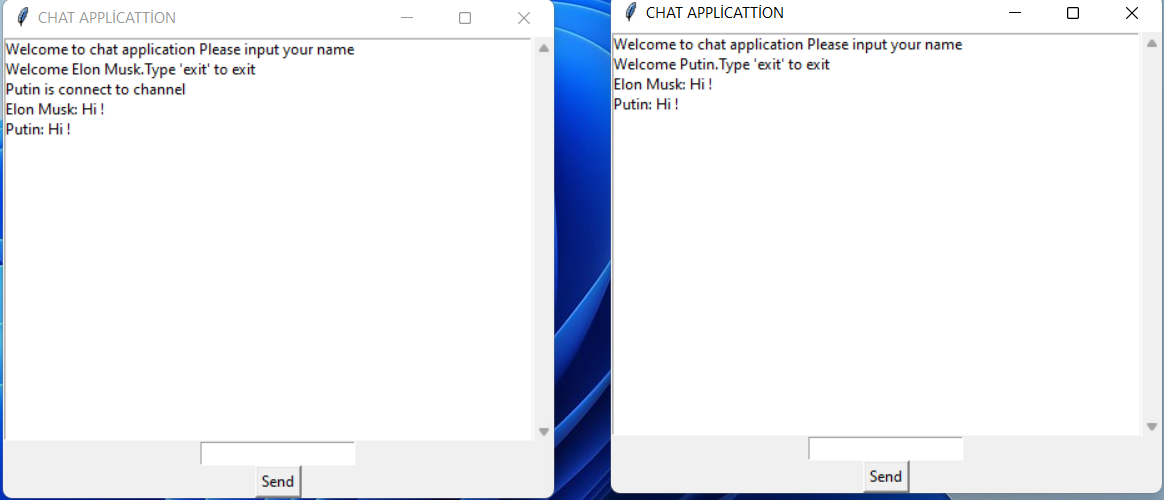 CHAT APPLİCATTİON
Welcome to chat application Please input your name
Welcome Elon Musk.Type 'exit' to exit
Putin is connect to channel
Elon Musk: Hi !
Putin: Hi !
Send
CHAT APPLİCATTİON
Welcome to chat application Please input your name
Welcome Putin.Type 'exit' to exit
Elon Musk: Hi !
Putin: Hi !
Send